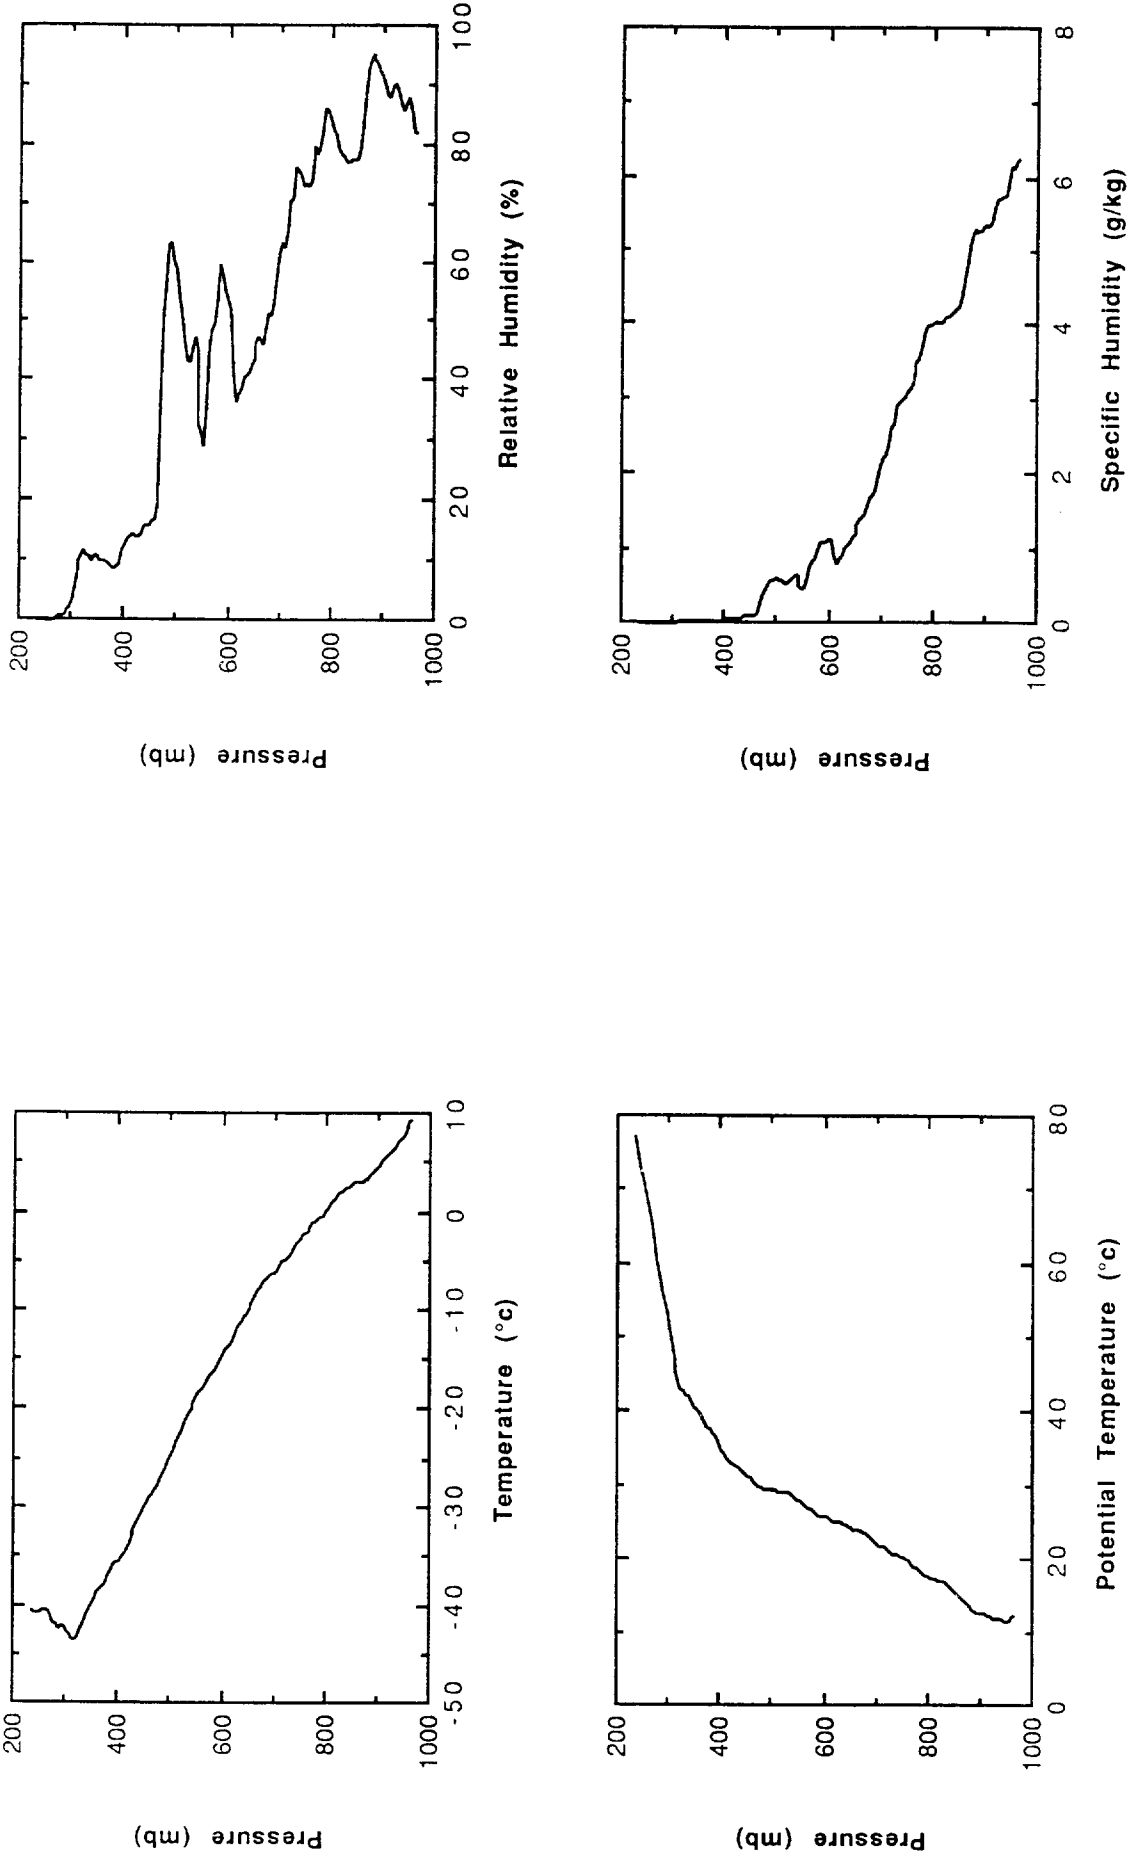 Pressure (mb)
200
400
600
800
1000
-50 -40 -30 -20 -10 0 10
Temperature (°c)
Pressure (mb)
200
400
600
800
1000
0 20 40 60 80 100
Relative Humidity (%)
Pressure (mb)
200
400
600
800
1000
0 20 40 60 80
Potential Temperature (°c)
Pressure (mb)
200
400
600
800
1000
0 2 4 6 8
Specific Humidity (g/kg)